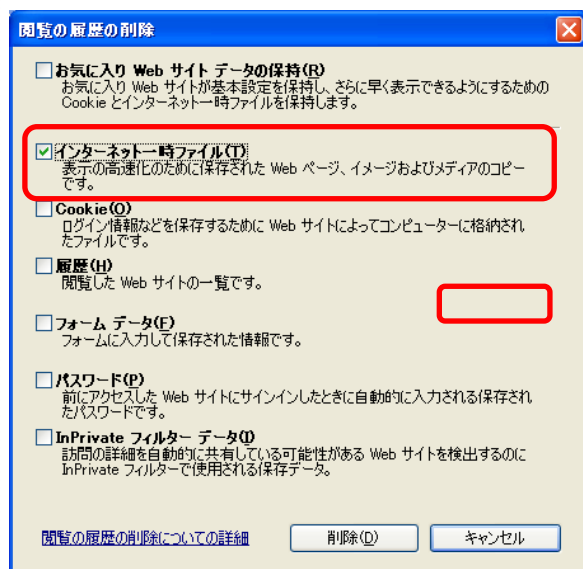 閲覧の履歴の削除
お気に入り Web サイト データの保持(R)
お気に入り Web サイトが基本設定を保持し、さらに早く表示できるようにするための
Cookie とインターネット一時ファイルを保持します。
インターネット一時ファイル(T)
表示の高速化のために保存された Web ページ、イメージおよびメディアのコピー
です。
Cookie(O)
ログイン情報などを保存するために Web サイトによってコンピューターに格納され
たファイルです。
履歴(H)
閲覧した Web サイトの一覧です。
フォーム データ(F)
フォームに入力して保存された情報です。
パスワード(P)
前にアクセスした Web サイトにサインインしたときに自動的に入力される保存され
たパスワードです。
InPrivate フィルター データ(I)
訪問の詳細を自動的に共有している可能性がある Web サイトを検出するのに
InPrivate フィルターで使用される保存データ。
閲覧の履歴の削除についての詳細 削除(D) キャンセル